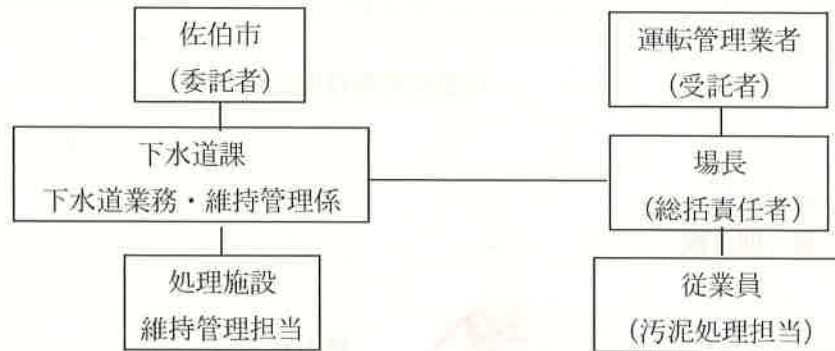 佐伯市
(委託者)
運転管理業者
(受託者)
下水道課
下水道業務・維持管理係
場長
(総括責任者)
処理施設
維持管理担当
従業員
(汚泥処理担当)